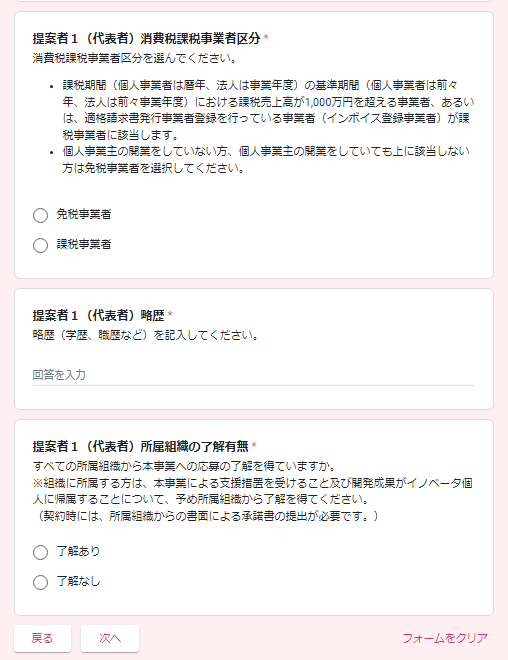 提案者１（代表者）消費税課税事業者区分 *
消費税課税事業者区分を選んでください。
• 課税期間（個人事業者は暦年、法人は事業年度）の基準期間（個人事業者は前々
年、法人は前々事業年度）における課税売上高が1,000万円を超える事業者、あるい
は、適格請求書発行事業者登録を行っている事業者（インボイス登録事業者）が課
税事業者に該当します。
• 個人事業主の開業をしていない方、個人事業主の開業をしていても上に該当しない
方は免税事業者を選択してください。
免税事業者
課税事業者
提案者１（代表者）略歴 *
略歴（学歴、職歴など）を記入してください。
回答を入力
提案者１（代表者）所属組織の了解有無 *
すべての所属組織から本事業への応募の了解を得ていますか。
※組織に所属する方は、本事業による支援措置を受けること及び開発成果がイノベータ個
人に帰属することについて、予め所属組織から了解を得てください。
（契約時には、所属組織からの書面による承諾書の提出が必要です。）
了解あり
了解なし
戻る 次へ フォームをクリア